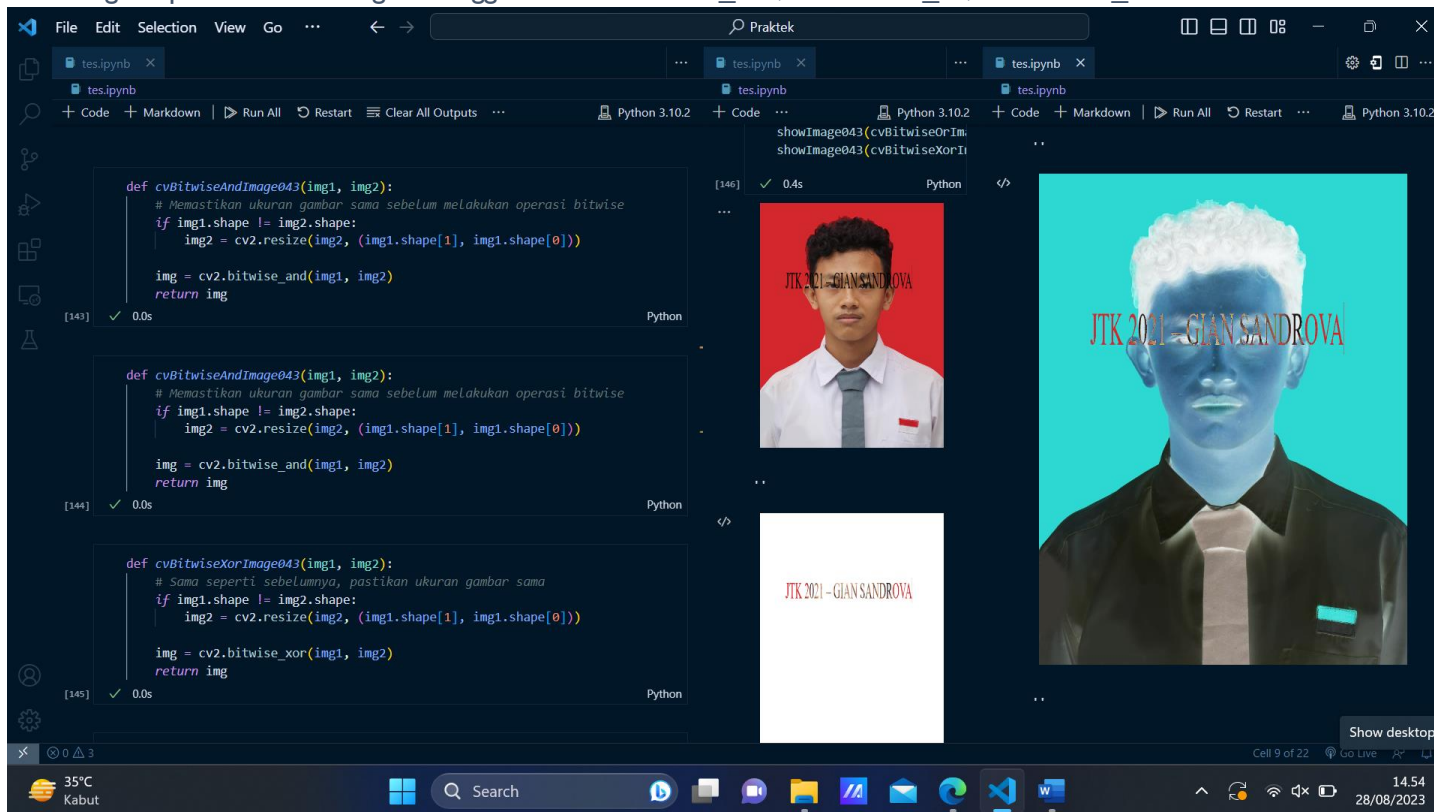 File Edit Selection View Go ··· Praktek
tes.ipynb
tes.ipynb
+ Code + Markdown | Run All Restart Clear All Outputs ··· Python 3.10.2
def cvBitwiseAndImage043(img1, img2):
# Memastikan ukuran gambar sama sebelum melakukan operasi bitwise
if img1.shape != img2.shape:
img2 = cv2.resize(img2, (img1.shape[1], img1.shape[0]))
img = cv2.bitwise_and(img1, img2)
return img
[143] 0.0s Python
def cvBitwiseAndImage043(img1, img2):
# Memastikan ukuran gambar sama sebelum melakukan operasi bitwise
if img1.shape != img2.shape:
img2 = cv2.resize(img2, (img1.shape[1], img1.shape[0]))
img = cv2.bitwise_and(img1, img2)
return img
[144] 0.0s Python
def cvBitwiseXorImage043(img1, img2):
# Sama seperti sebelumnya, pastikan ukuran gambar sama
if img1.shape != img2.shape:
img2 = cv2.resize(img2, (img1.shape[1], img1.shape[0]))
img = cv2.bitwise_xor(img1, img2)
return img
[145] 0.0s Python
tes.ipynb
tes.ipynb
+ Code ··· Python 3.10.2
showImage043(cvBitwiseOrIma
showImage043(cvBitwiseXorI
[146] 0.4s Python
JTK 2021 – GIAN SANDROVA
JTK 2021 – GIAN SANDROVA
tes.ipynb
tes.ipynb
+ Code + Markdown | Run All Restart ··· Python 3.10.2
JTK 2021 – GIAN SANDROVA
Show desktop
0 3 Cell 9 of 22 Go Live
35°C
Kabut
Search
14.54
28/08/2023